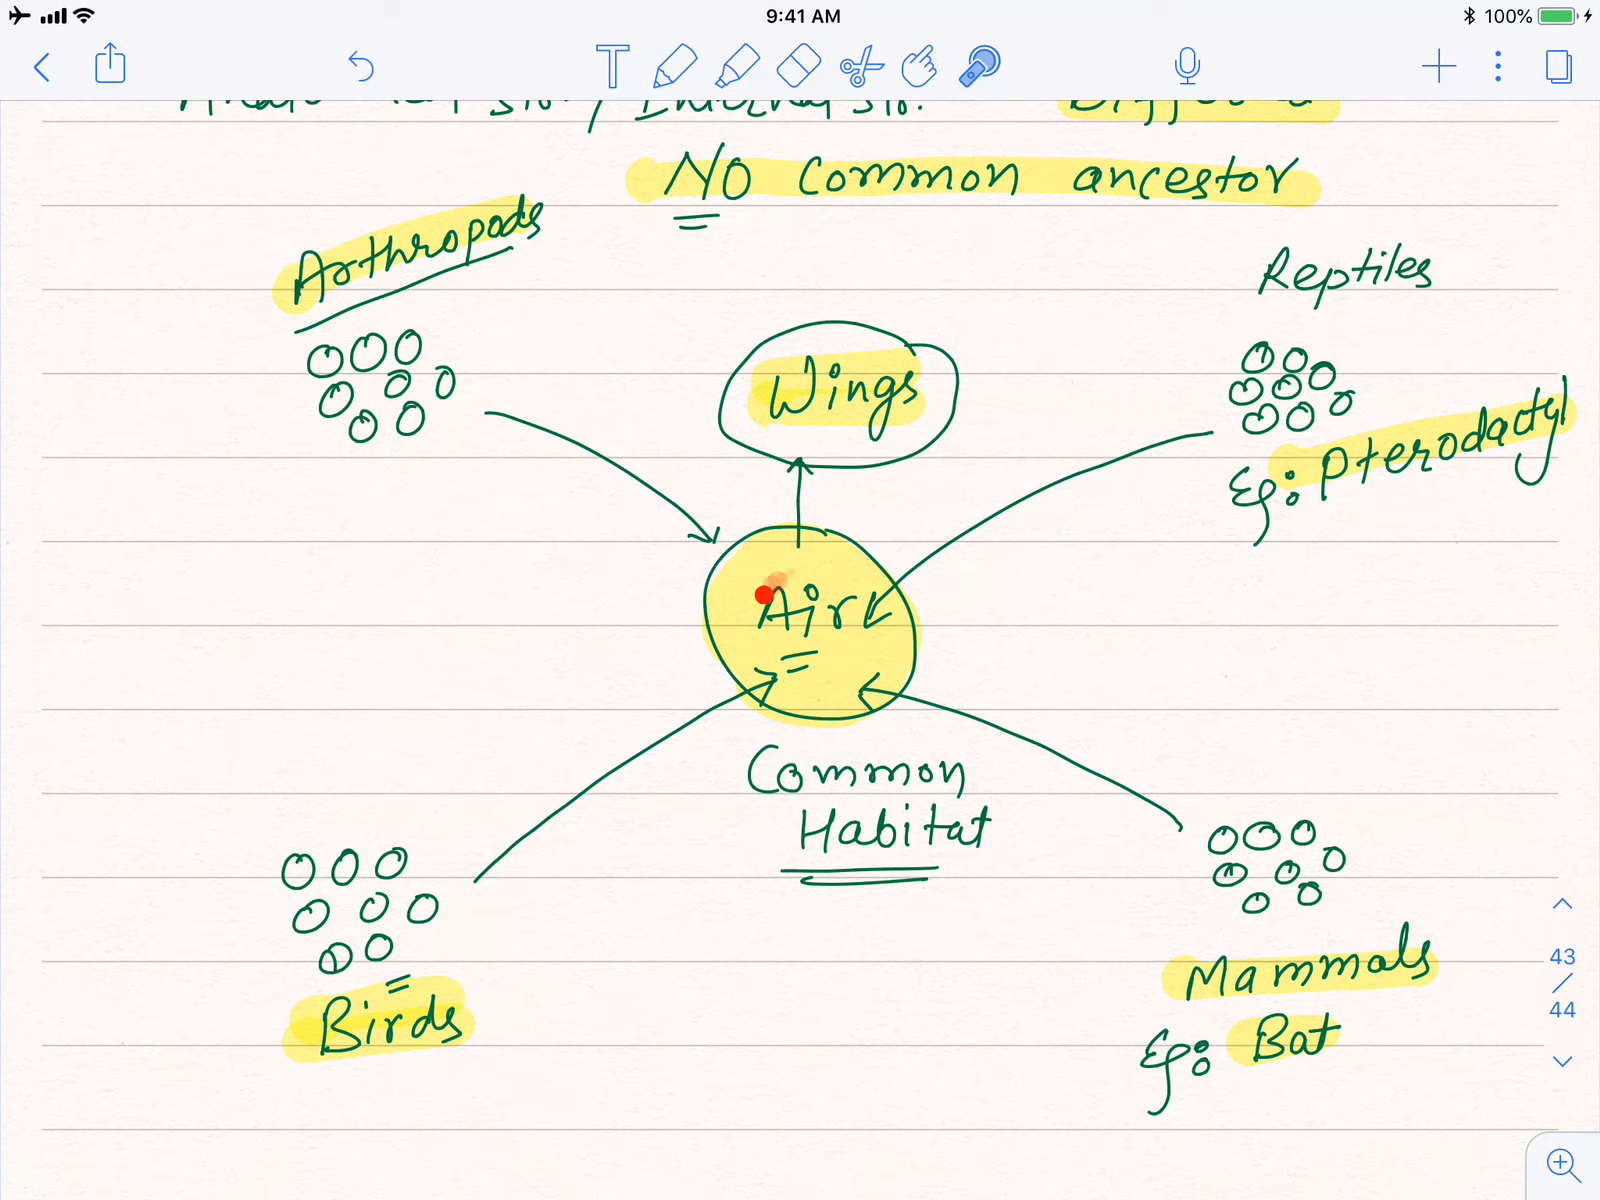 9:41 AM
100%
NO Common ancestor
Arthropods
Reptiles
Wings
Eg: Pterodactyl
Air
Common
Habitat
Birds
Mammals
Eg: Bat
43
/
44